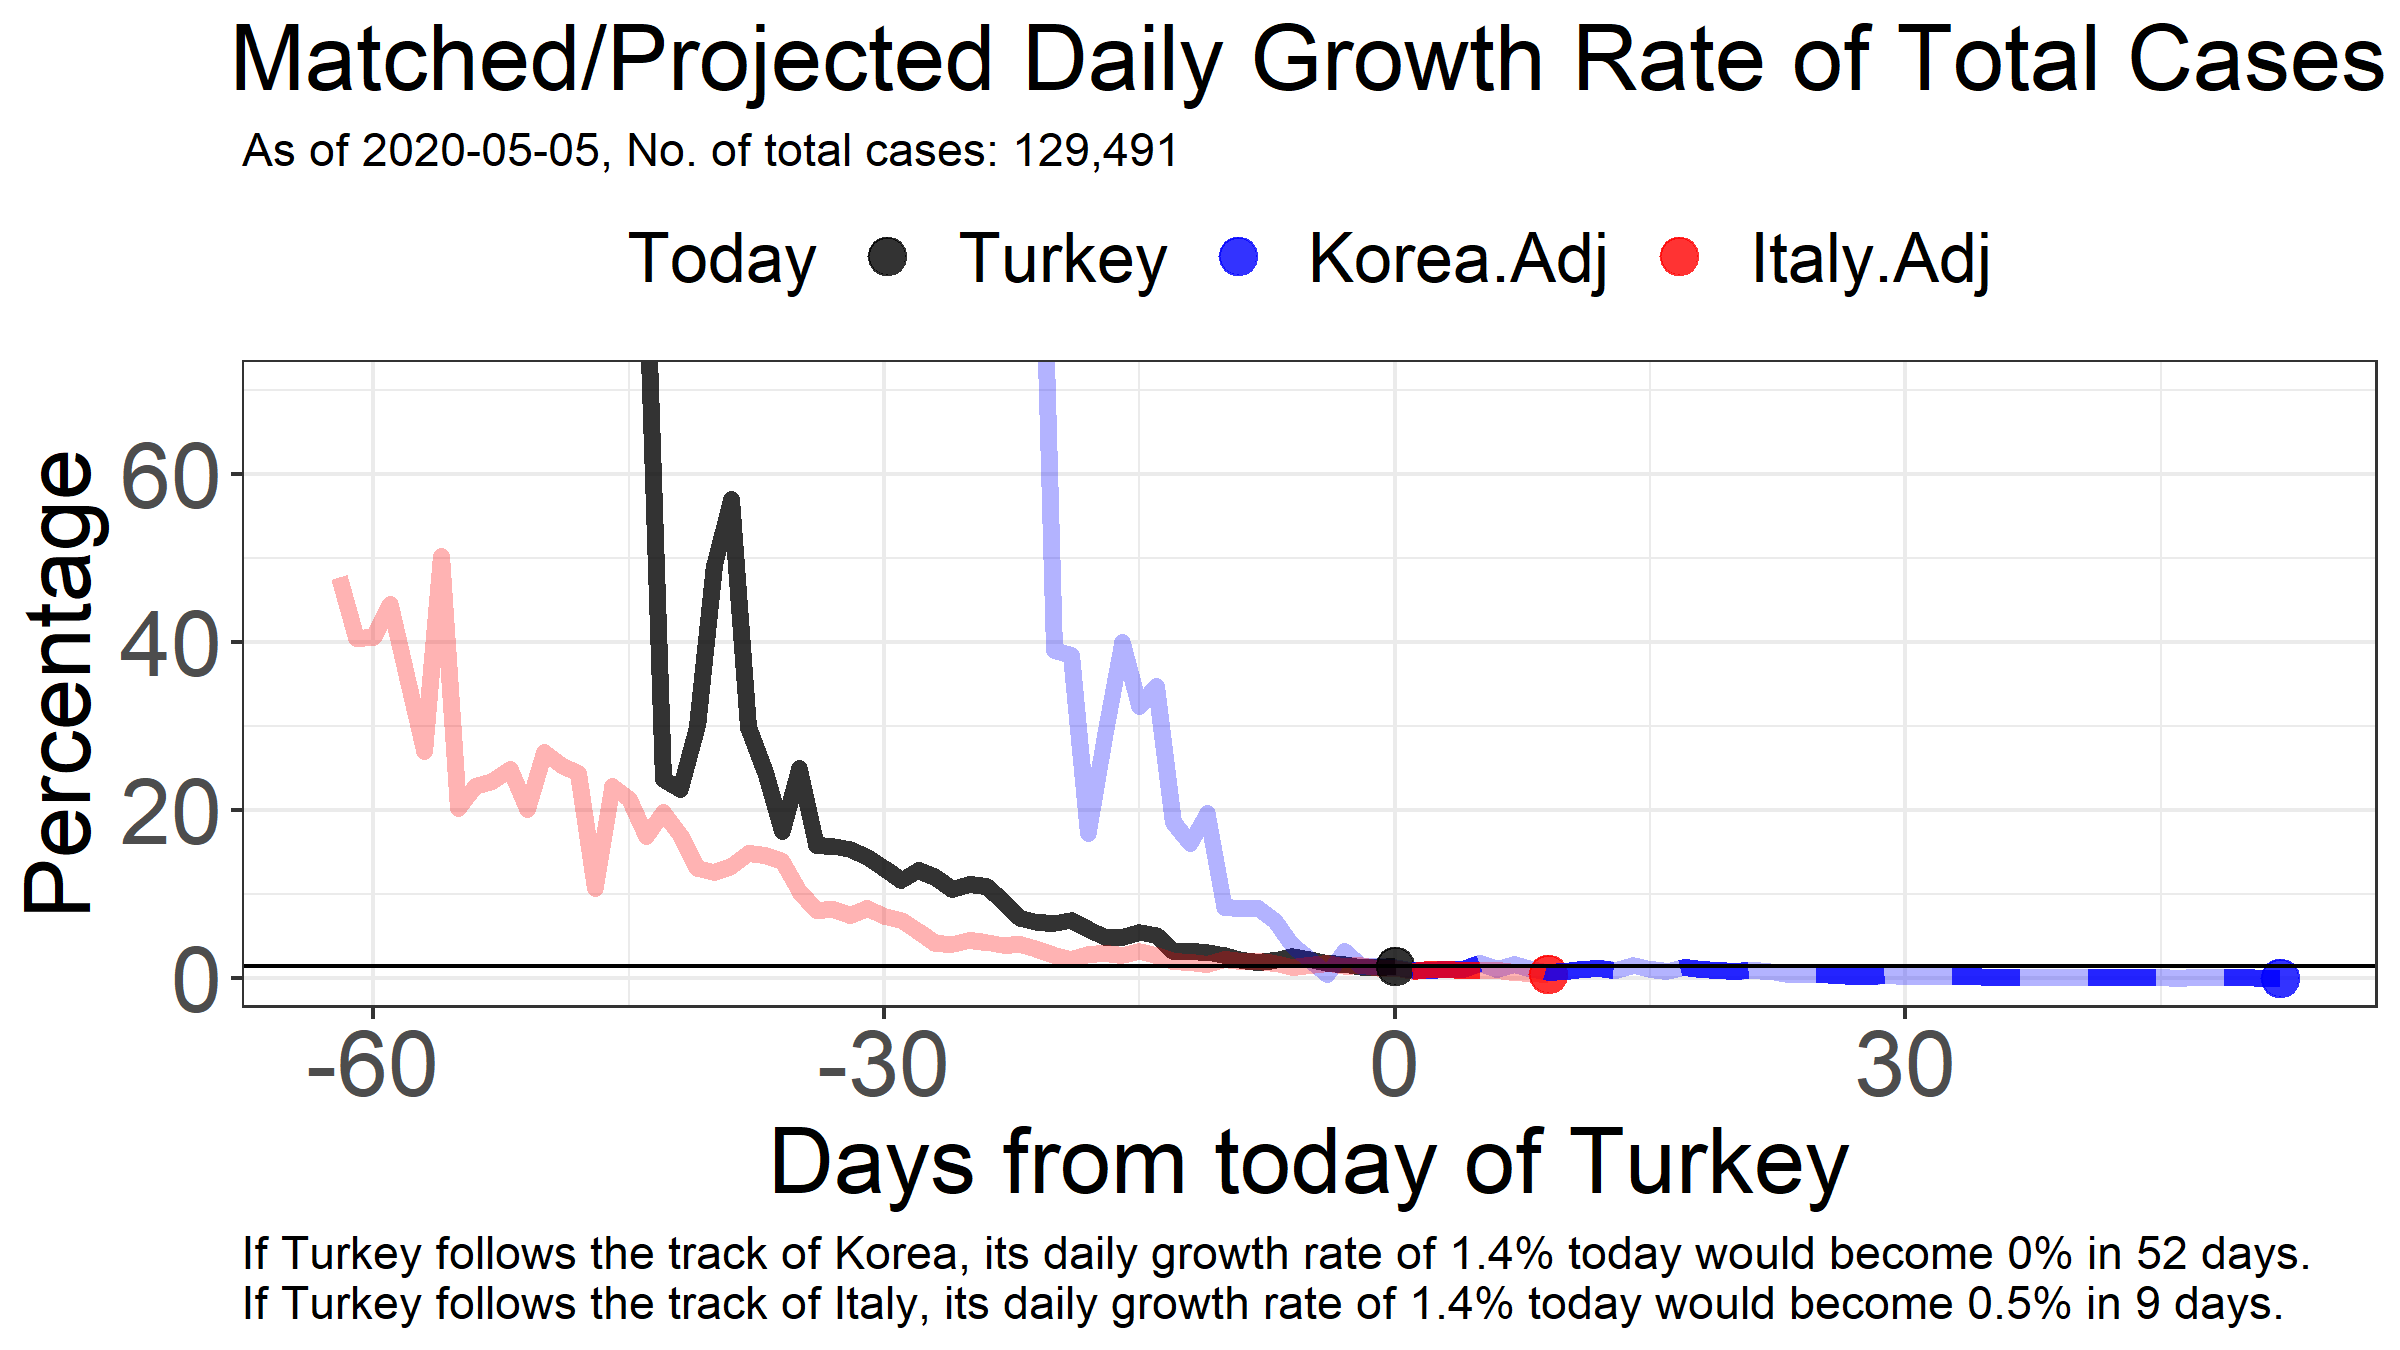 Matched/Projected Daily Growth Rate of Total Cases
As of 2020-05-05, No. of total cases: 129,491
Today Turkey Korea.Adj Italy.Adj
Percentage
60
40
20
0
-60 -30 0 30
Days from today of Turkey
If Turkey follows the track of Korea, its daily growth rate of 1.4% today would become 0% in 52 days.
If Turkey follows the track of Italy, its daily growth rate of 1.4% today would become 0.5% in 9 days.